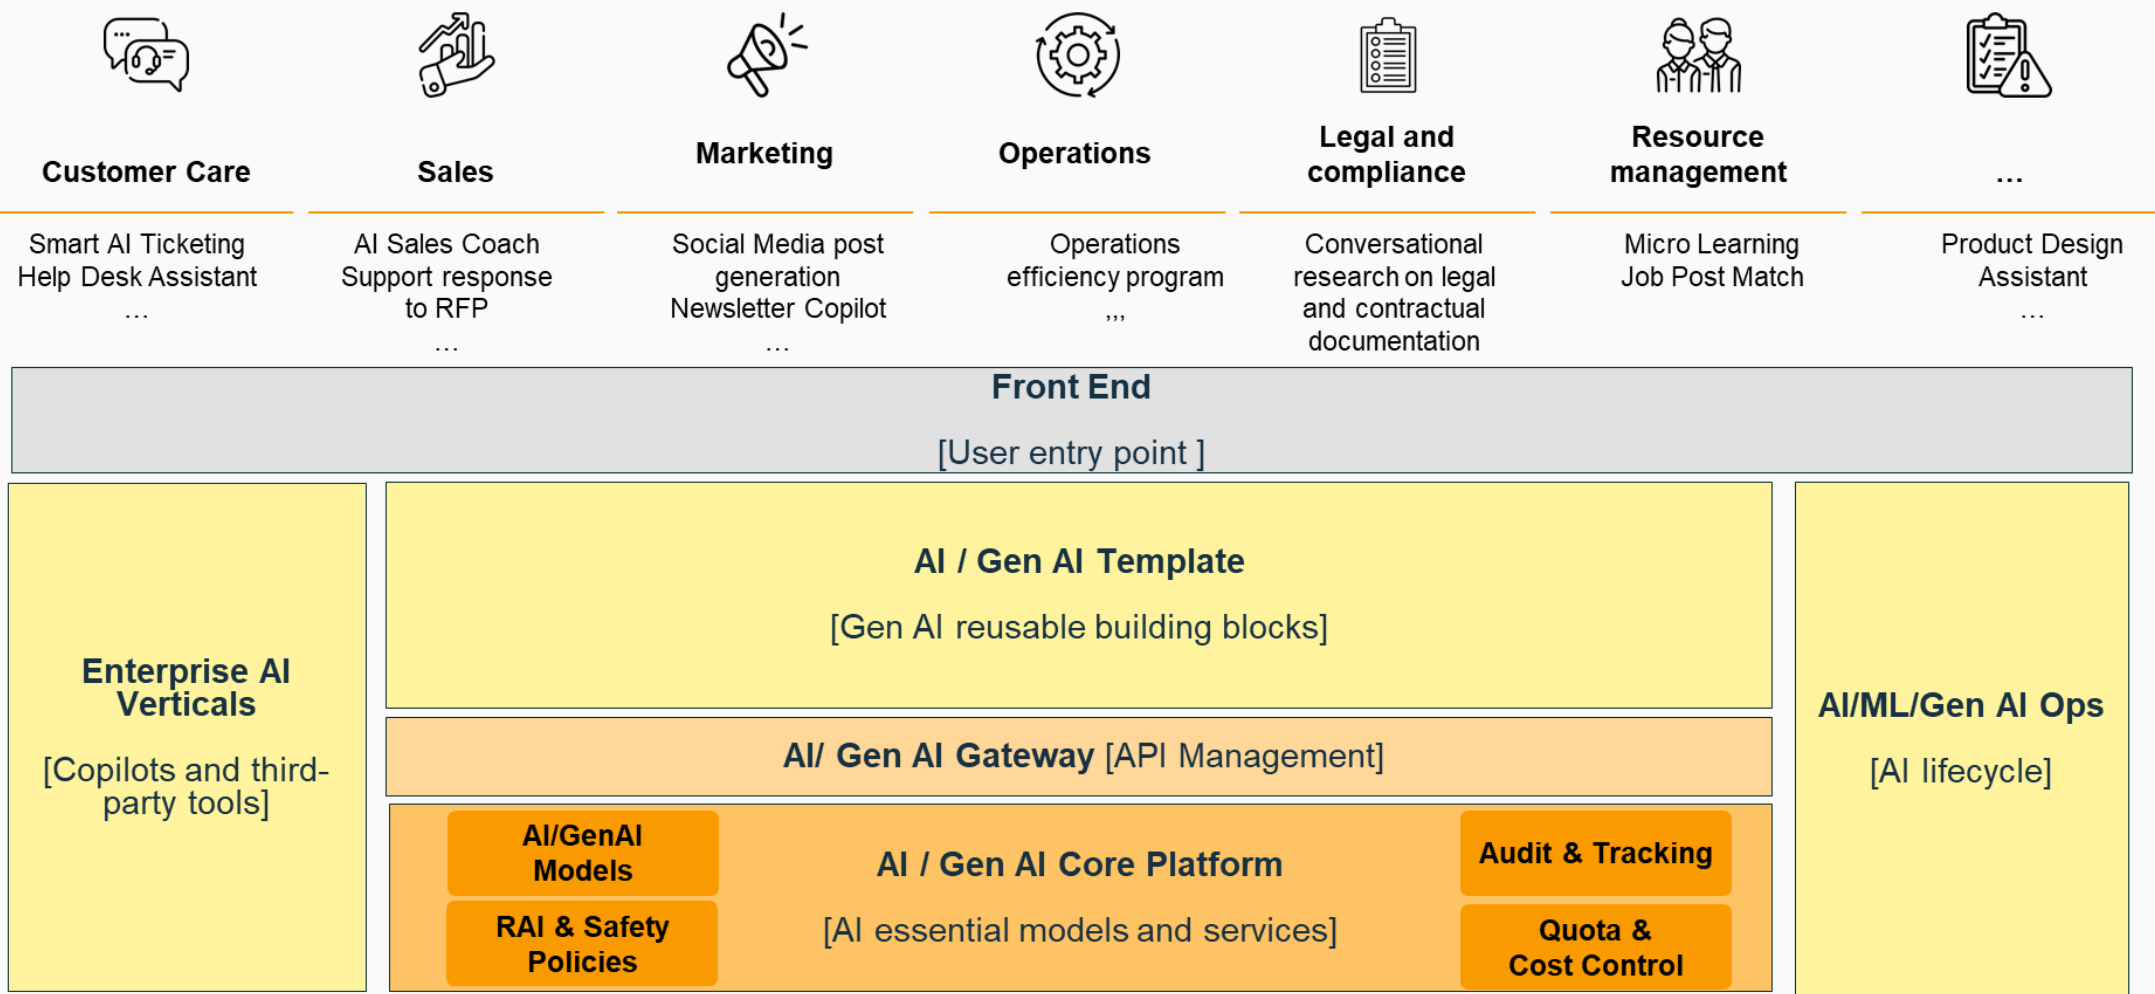 Customer Care
Sales
Marketing
Operations
Legal and
compliance
Resource
management
...
Smart AI Ticketing
Help Desk Assistant
...
AI Sales Coach
Support response
to RFP
...
Social Media post
generation
Newsletter Copilot
...
Operations
efficiency program
,,,
Conversational
research on legal
and contractual
documentation
Micro Learning
Job Post Match
Product Design
Assistant
...
Front End
[User entry point ]
Enterprise AI
Verticals
[Copilots and third-
party tools]
AI / Gen AI Template
[Gen AI reusable building blocks]
AI/ Gen AI Gateway [API Management]
AI/GenAI
Models
RAI & Safety
Policies
AI / Gen AI Core Platform
[AI essential models and services]
Audit & Tracking
Quota &
Cost Control
AI/ML/Gen AI Ops
[AI lifecycle]